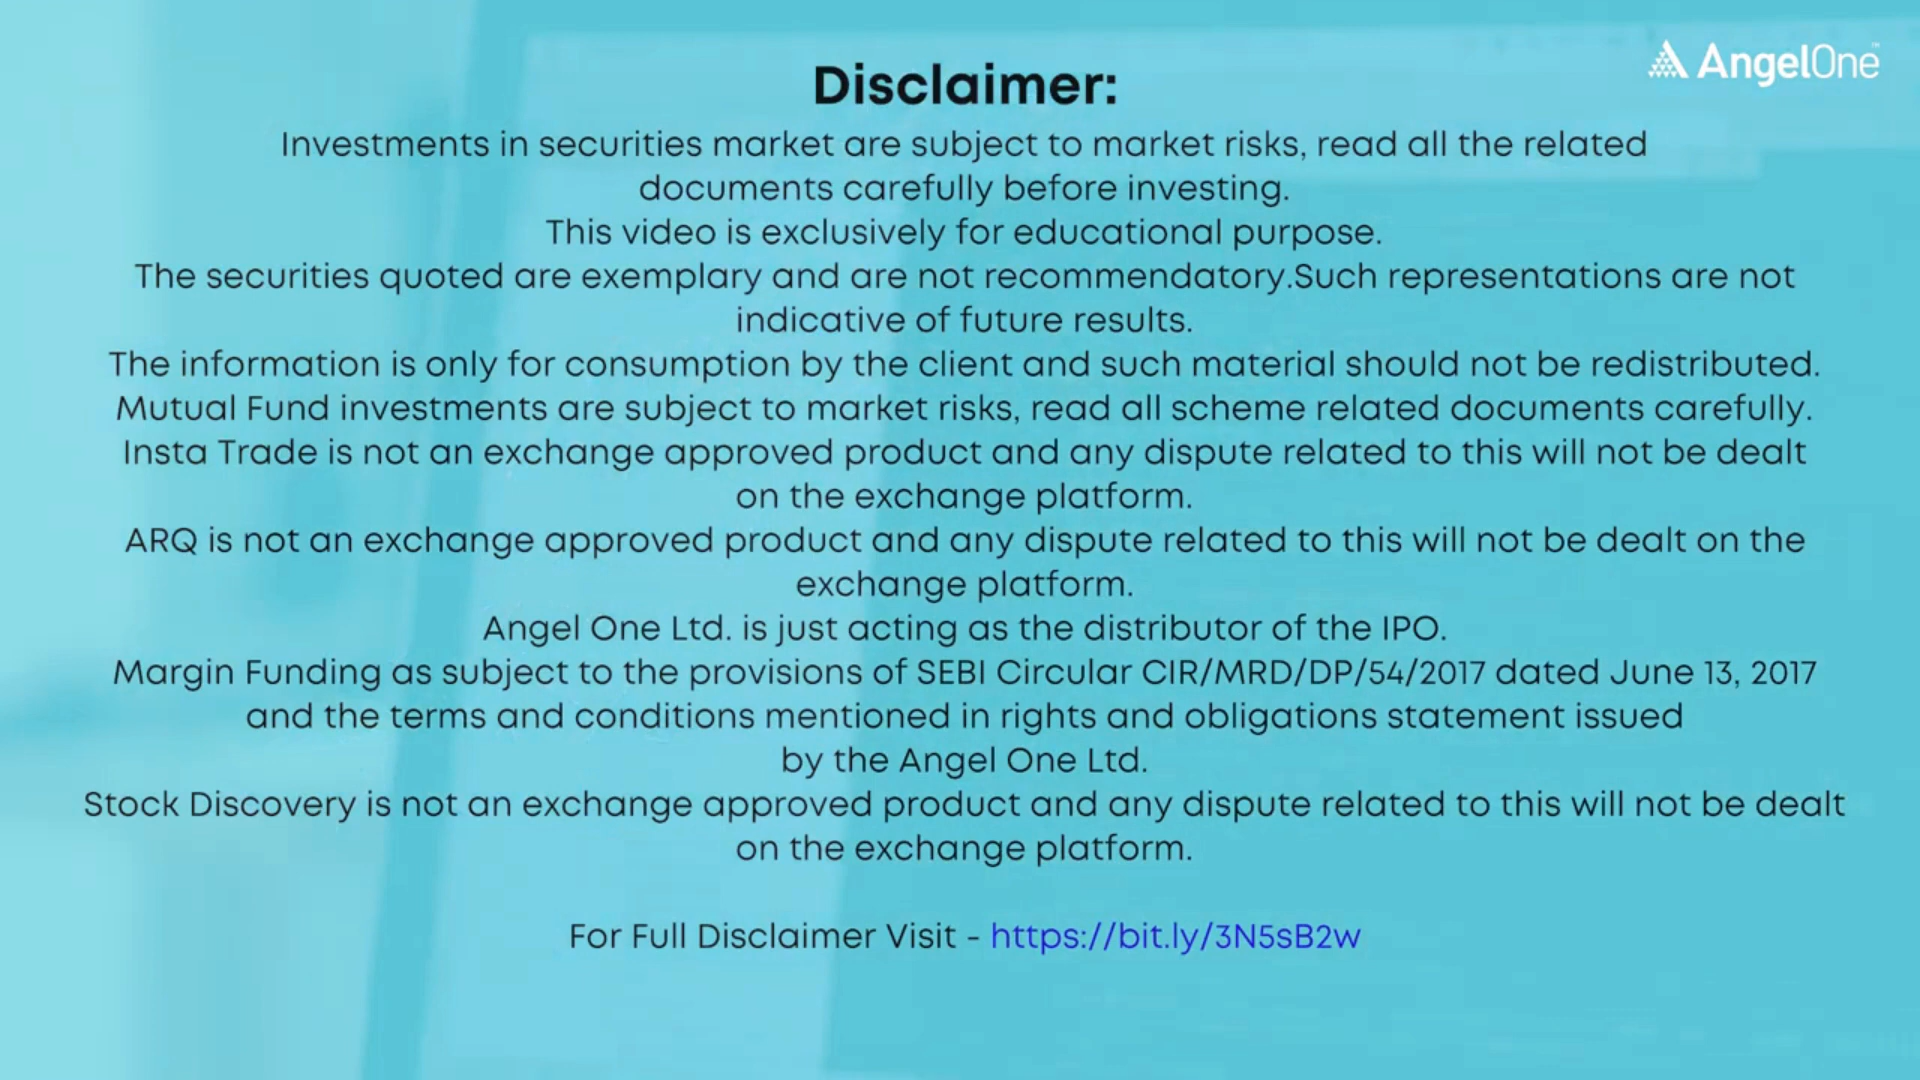 AngelOne™
Disclaimer:
Investments in securities market are subject to market risks, read all the related
documents carefully before investing.
This video is exclusively for educational purpose.
The securities quoted are exemplary and are not recommendatory.Such representations are not
indicative of future results.
The information is only for consumption by the client and such material should not be redistributed.
Mutual Fund investments are subject to market risks, read all scheme related documents carefully.
Insta Trade is not an exchange approved product and any dispute related to this will not be dealt
on the exchange platform.
ARQ is not an exchange approved product and any dispute related to this will not be dealt on the
exchange platform.
Angel One Ltd. is just acting as the distributor of the IPO.
Margin Funding as subject to the provisions of SEBI Circular CIR/MRD/DP/54/2017 dated June 13, 2017
and the terms and conditions mentioned in rights and obligations statement issued
by the Angel One Ltd.
Stock Discovery is not an exchange approved product and any dispute related to this will not be dealt
on the exchange platform.
For Full Disclaimer Visit - https://bit.ly/3N5sB2w